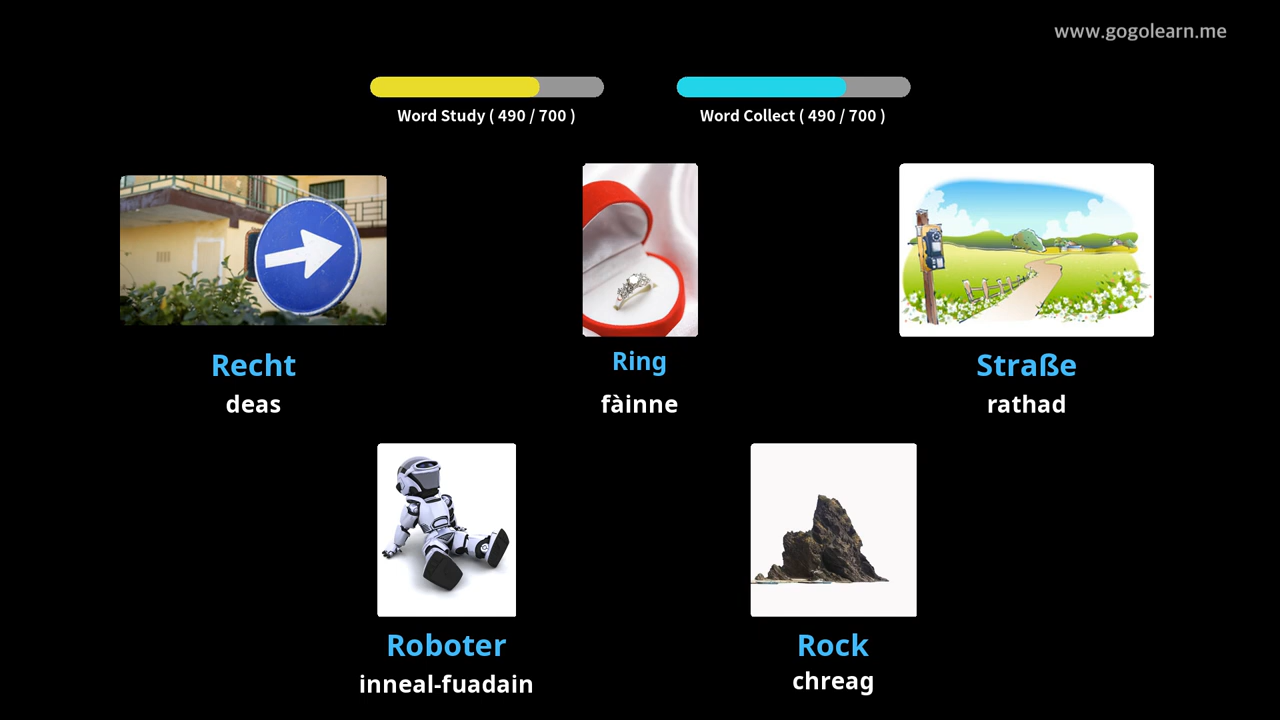 www.gogolearn.me
Word Study ( 490 / 700 )
Word Collect ( 490 / 700 )
Recht
deas
Ring
fàinne
Straße
rathad
Roboter
inneal-fuadain
Rock
chreag